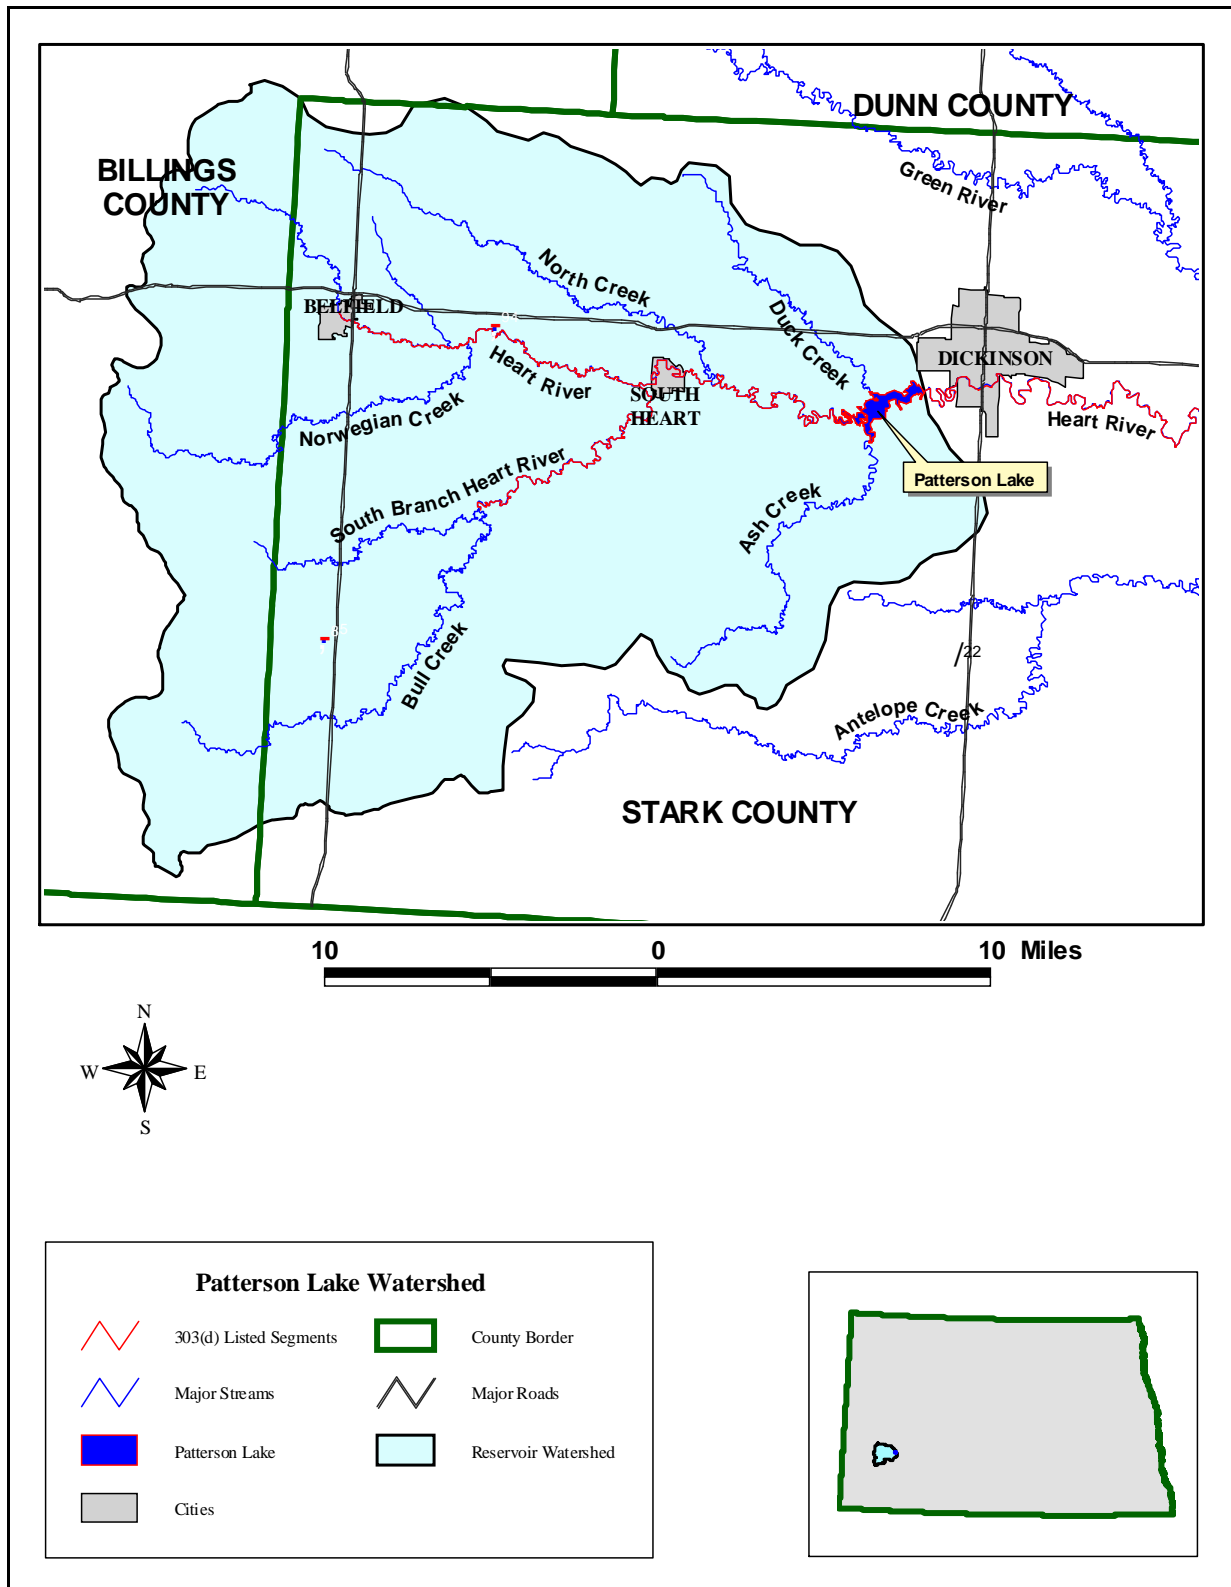 DUNN COUNTY
BILLINGS
COUNTY
Green River
North Creek
Duck Creek
BELFIELD
Heart River
DICKINSON
SOUTH
HEART
Heart River
Norwegian Creek
South Branch Heart River
Patterson Lake
Ash Creek
Bull Creek
22
Antelope Creek
STARK COUNTY
10 0 10 Miles
N
W E
S
Patterson Lake Watershed
303(d) Listed Segments
County Border
Major Streams
Major Roads
Patterson Lake
Reservoir Watershed
Cities